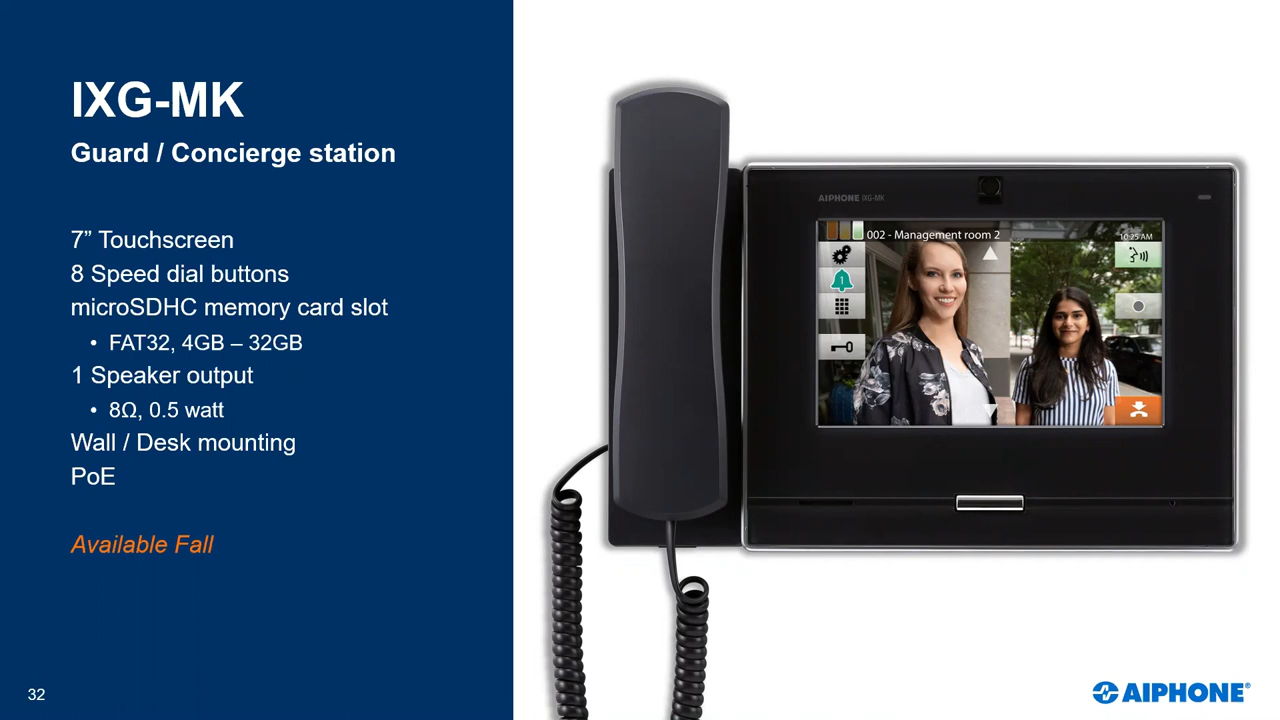 IXG-MK
Guard / Concierge station
7” Touchscreen
8 Speed dial buttons
microSDHC memory card slot
• FAT32, 4GB – 32GB
1 Speaker output
• 8Ω, 0.5 watt
Wall / Desk mounting
PoE
Available Fall
32
AIPHONE IXG-MK
002 - Management room 2
10:25 AM
1
AIPHONE®